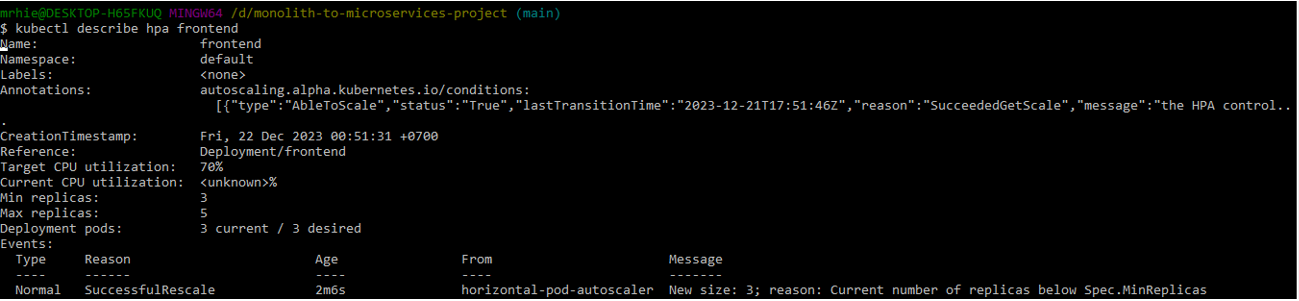 mrhie@DESKTOP-H65FKUQ MINGW64 /d/monolith-to-microservices-project (main)
$ kubectl describe hpa frontend
Name:                     frontend
Namespace:                default
Labels:                   <none>
Annotations:              autoscaling.alpha.kubernetes.io/conditions:
                            [{"type":"AbleToScale","status":"True","lastTransitionTime":"2023-12-21T17:51:46Z","reason":"SucceededGetScale","message":"the HPA control..
.
CreationTimestamp:        Fri, 22 Dec 2023 00:51:31 +0700
Reference:                Deployment/frontend
Target CPU utilization:   70%
Current CPU utilization:  <unknown>%
Min replicas:             3
Max replicas:             5
Deployment pods:          3 current / 3 desired
Events:
  Type    Reason             Age    From                       Message
  ----    ------             ----   ----                       -------
  Normal  SuccessfulRescale  2m6s   horizontal-pod-autoscaler  New size: 3; reason: Current number of replicas below Spec.MinReplicas